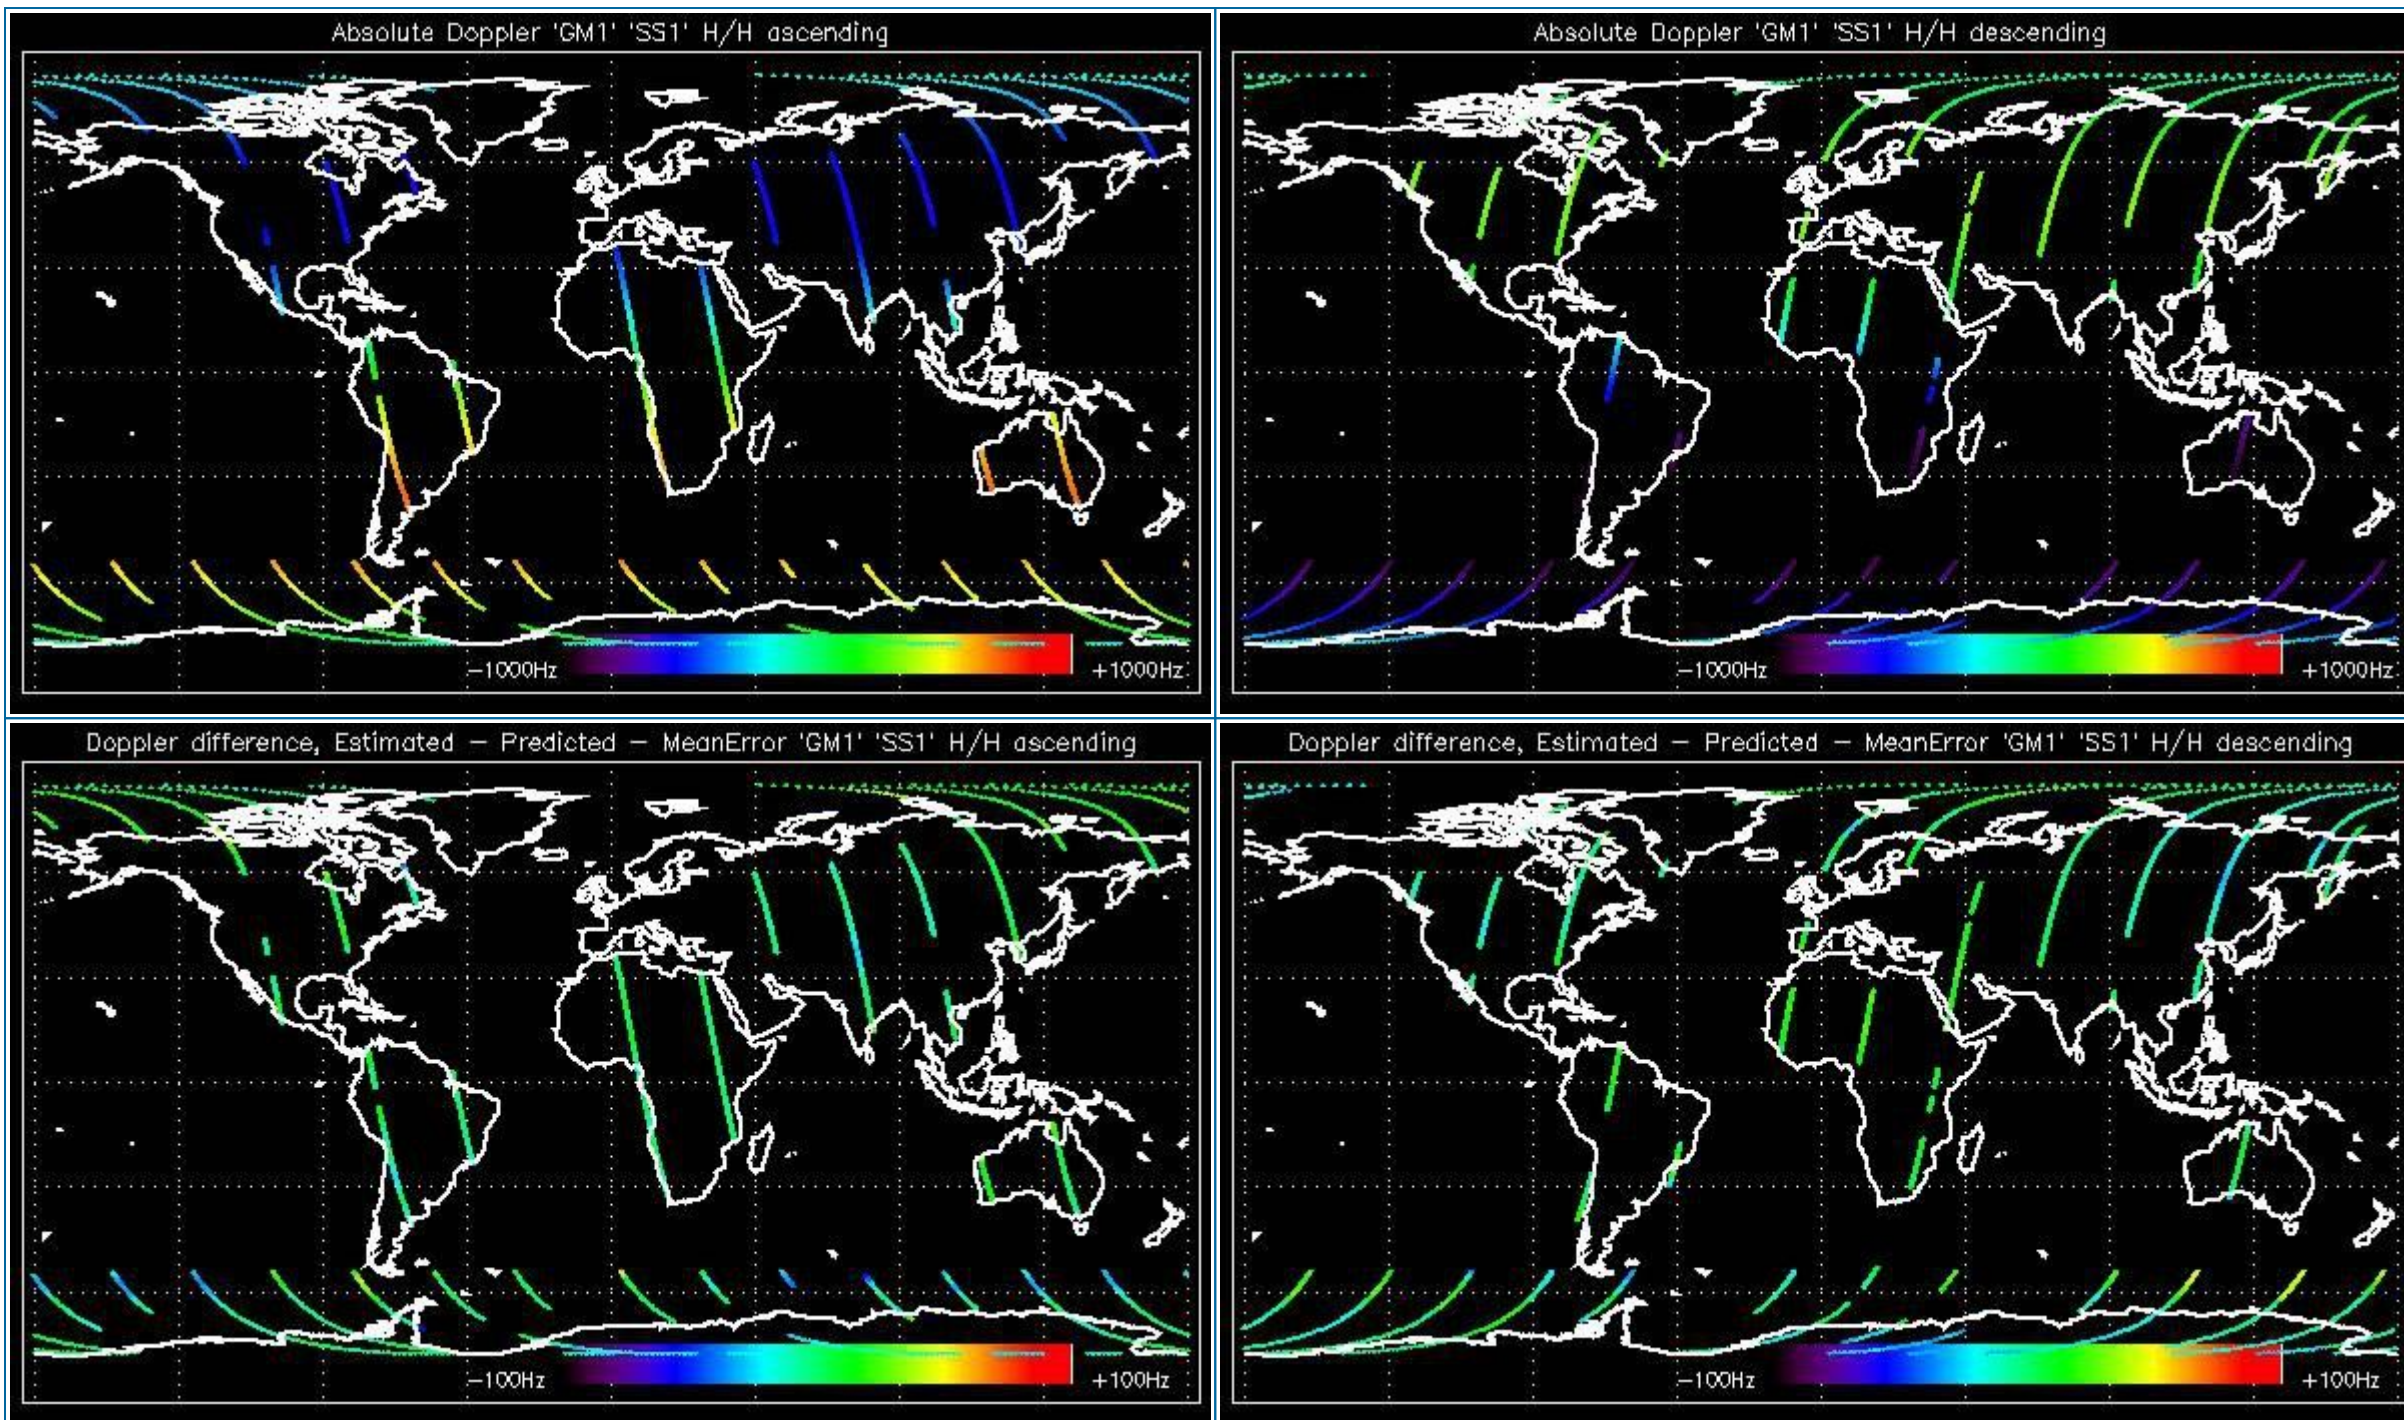 Absolute Doppler 'GM1' 'SS1' H/H ascending
-1000Hz
+1000Hz
Absolute Doppler 'GM1' 'SS1' H/H descending
-1000Hz
+1000Hz
Doppler difference, Estimated - Predicted - MeanError 'GM1' 'SS1' H/H ascending
-100Hz
+100Hz
Doppler difference, Estimated - Predicted - MeanError 'GM1' 'SS1' H/H descending
-100Hz
+100Hz